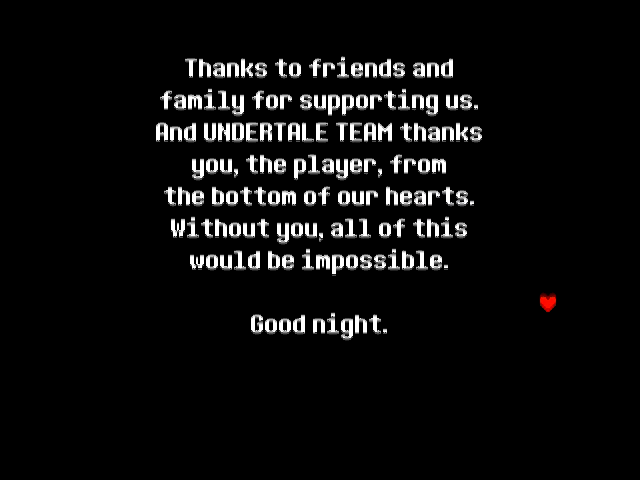 Thanks to friends and
family for supporting us.
And UNDERTALE TEAM thanks
you, the player, from
the bottom of our hearts.
Without you, all of this
would be impossible.
Good night.